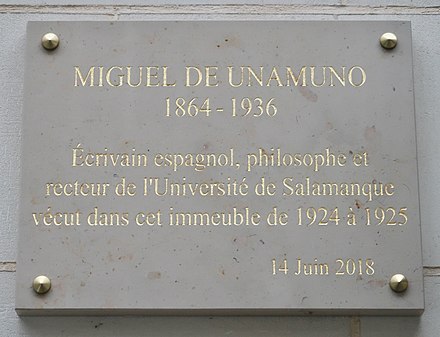 MIGUEL DE UNAMUNO
1864 - 1936
Écrivain espagnol, philosophe et
recteur de l'Université de Salamanque
vécut dans cet immeuble de 1924 à 1925
14 Juin 2018